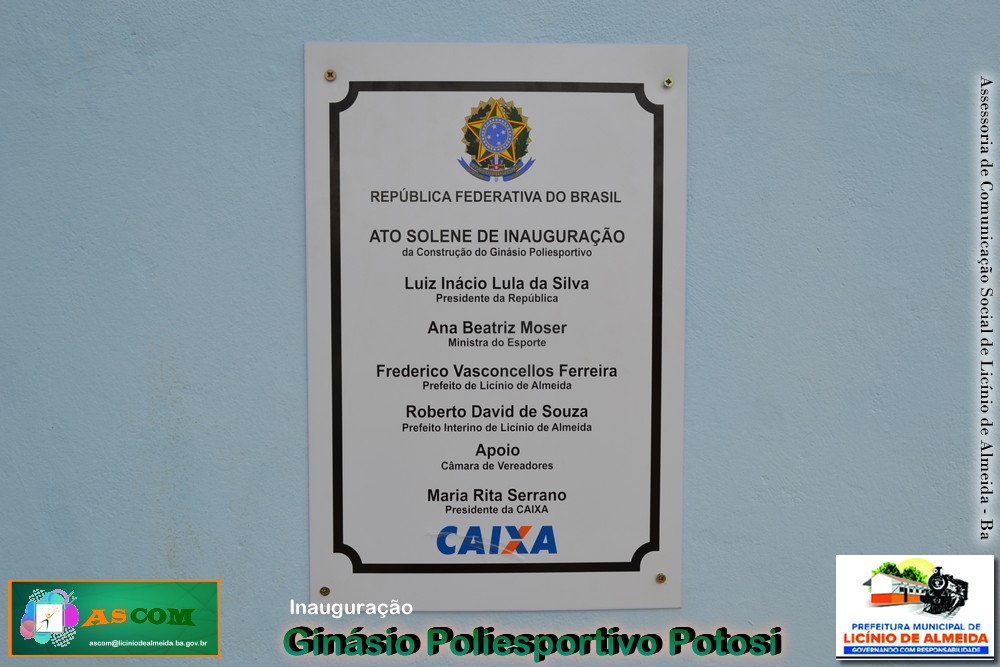 REPÚBLICA FEDERATIVA DO BRASIL
ATO SOLENE DE INAUGURAÇÃO
da Construção do Ginásio Poliesportivo
Luiz Inácio Lula da Silva
Presidente da República
Ana Beatriz Moser
Ministra do Esporte
Frederico Vasconcellos Ferreira
Prefeito de Licínio de Almeida
Roberto David de Souza
Prefeito Interino de Licínio de Almeida
Apoio
Câmara de Vereadores
Maria Rita Serrano
Presidente da CAIXA
CAIXA
Assessoria de Comunicação Social de Licínio de Almeida - Ba
ASCOM
ascom@liciniodealmeida.ba.gov.br
Inauguração
Ginásio Poliesportivo Potosi
PREFEITURA MUNICIPAL DE
LICÍNIO DE ALMEIDA
GOVERNANDO COM RESPONSABILIDADE